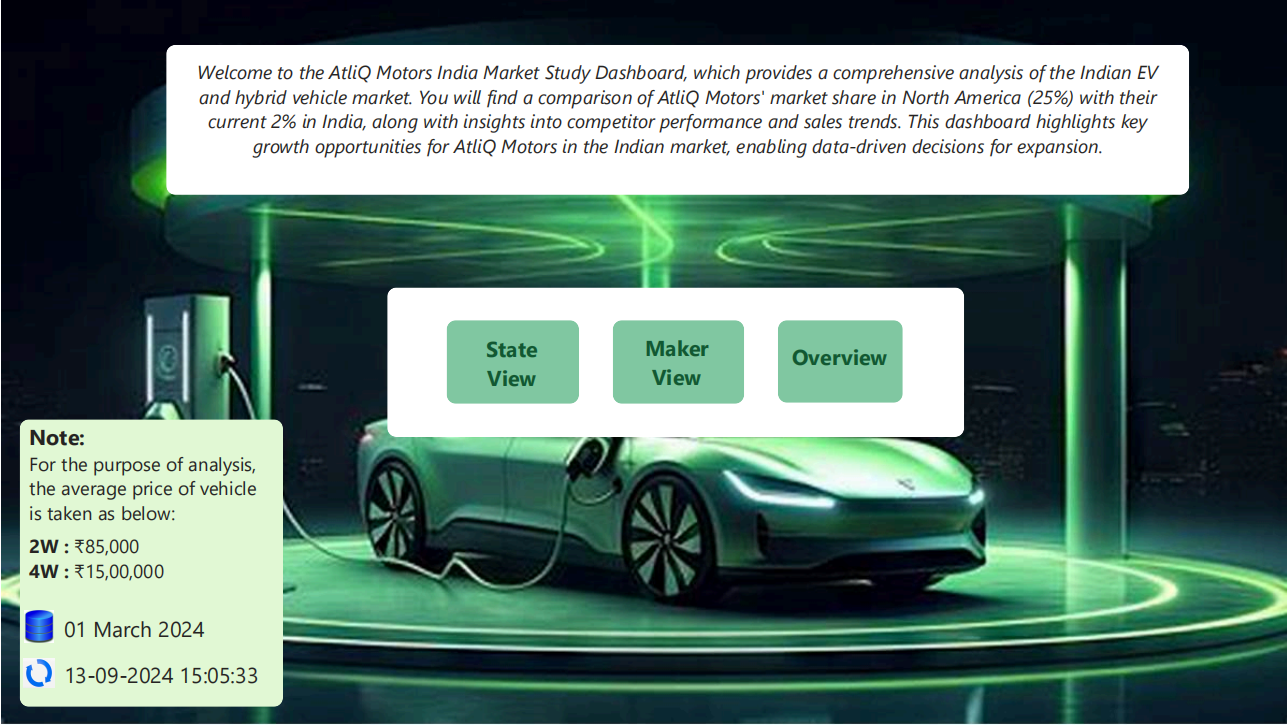 Welcome to the AtliQ Motors India Market Study Dashboard, which provides a comprehensive analysis of the Indian EV
and hybrid vehicle market. You will find a comparison of AtliQ Motors' market share in North America (25%) with their
current 2% in India, along with insights into competitor performance and sales trends. This dashboard highlights key
growth opportunities for AtliQ Motors in the Indian market, enabling data-driven decisions for expansion.
State
View
Maker
View
Overview
Note:
For the purpose of analysis,
the average price of vehicle
is taken as below:
2W : ₹85,000
4W : ₹15,00,000
01 March 2024
13-09-2024 15:05:33